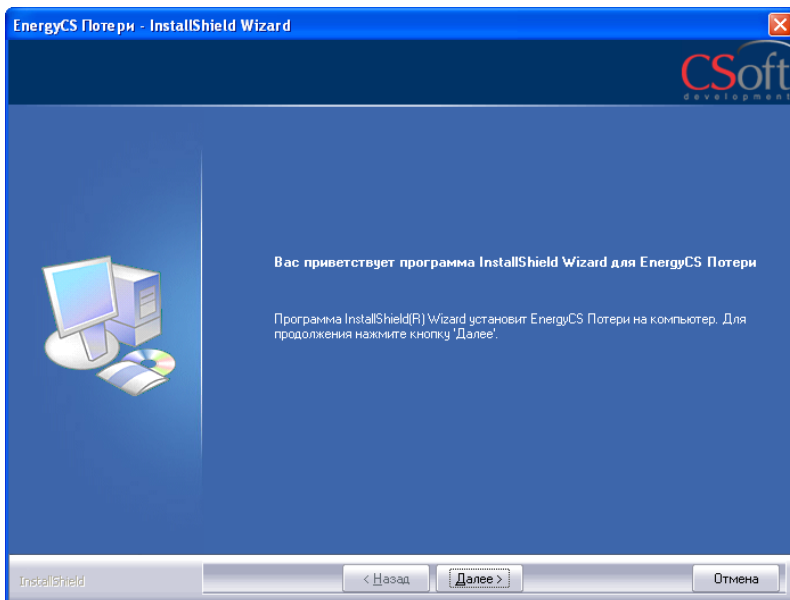 EnergyCS Потери - InstallShield Wizard
CSoft
development
Вас приветствует программа InstallShield Wizard для EnergyCS Потери
Программа InstallShield(R) Wizard установит EnergyCS Потери на компьютер. Для
продолжения нажмите кнопку 'Далее'.
InstallShield
< Назад
Далее >
Отмена